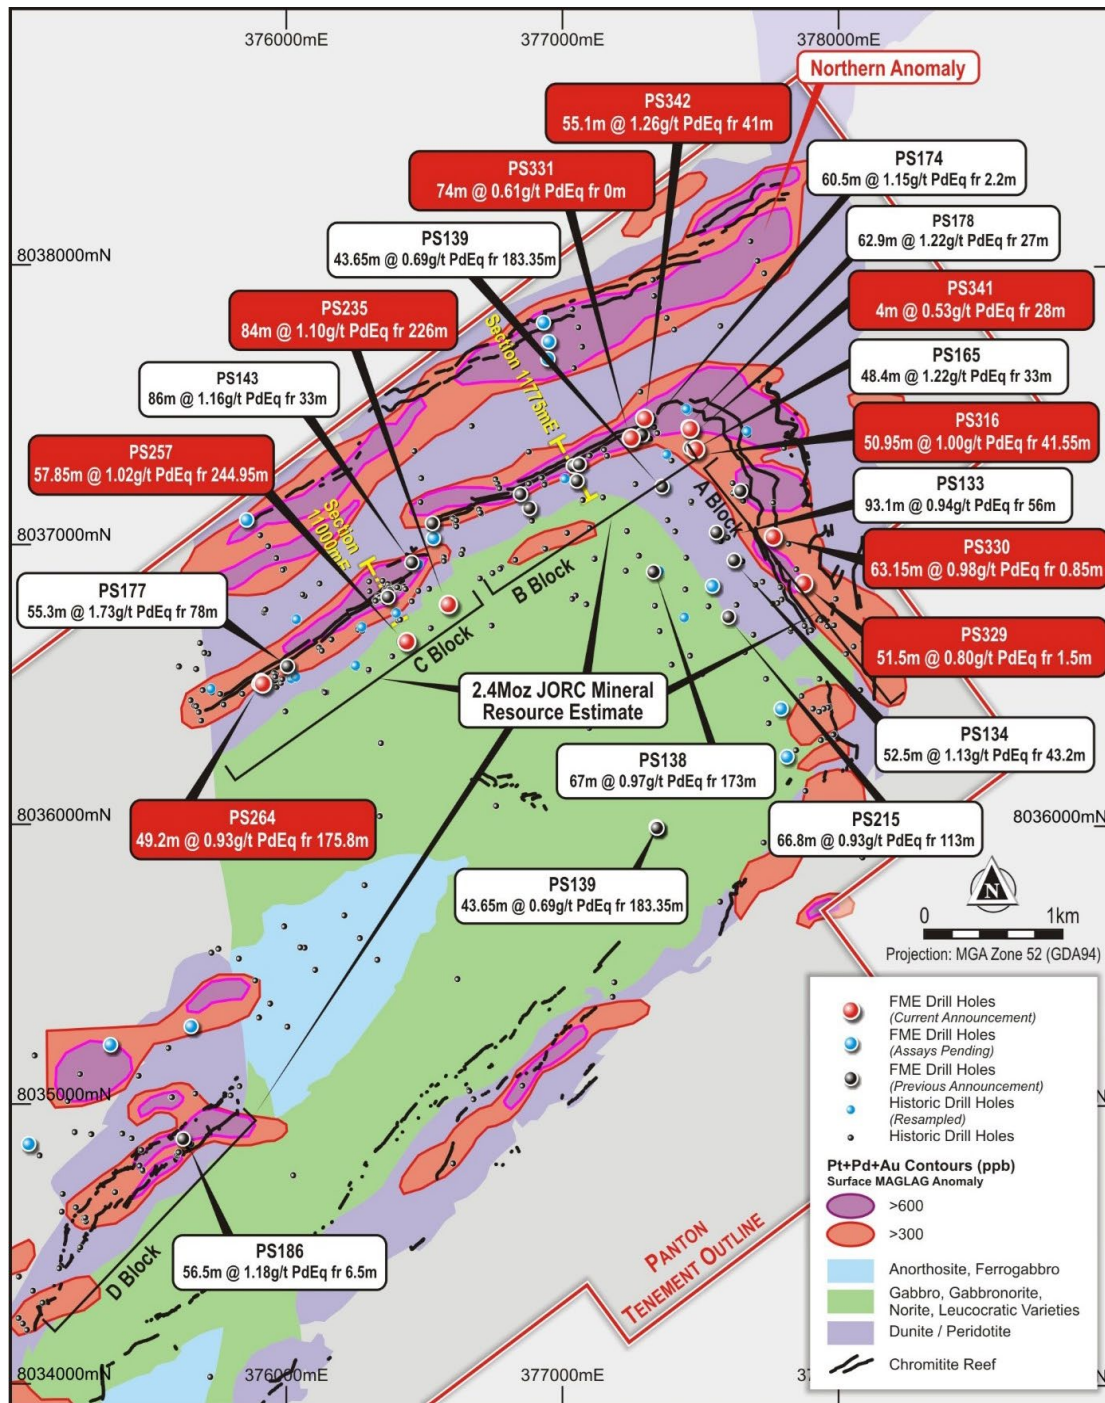 376000mE
377000mE
378000mE
Northern Anomaly
PS342
55.1m @ 1.26g/t PdEq fr 41m
PS331
74m @ 0.61g/t PdEq fr 0m
PS174
60.5m @ 1.15g/t PdEq fr 2.2m
PS139
43.65m @ 0.69g/t PdEq fr 183.35m
PS178
62.9m @ 1.22g/t PdEq fr 27m
8038000mN
PS235
84m @ 1.10g/t PdEq fr 226m
PS341
4m @ 0.53g/t PdEq fr 28m
Section 11775mE
PS143
86m @ 1.16g/t PdEq fr 33m
PS165
48.4m @ 1.22g/t PdEq fr 33m
PS257
57.85m @ 1.02g/t PdEq fr 244.95m
PS316
50.95m @ 1.00g/t PdEq fr 41.55m
Section
11000mE
A Block
PS133
93.1m @ 0.94g/t PdEq fr 56m
8037000mN
PS330
63.15m @ 0.98g/t PdEq fr 0.85m
B Block
PS177
55.3m @ 1.73g/t PdEq fr 78m
C Block
PS329
51.5m @ 0.80g/t PdEq fr 1.5m
2.4Moz JORC Mineral
Resource Estimate
PS134
52.5m @ 1.13g/t PdEq fr 43.2m
PS138
67m @ 0.97g/t PdEq fr 173m
PS264
49.2m @ 0.93g/t PdEq fr 175.8m
PS215
66.8m @ 0.93g/t PdEq fr 113m
8036000mN
8036000mN
PS139
43.65m @ 0.69g/t PdEq fr 183.35m
N
0 1km
Projection: MGA Zone 52 (GDA94)
FME Drill Holes
(Current Announcement)
FME Drill Holes
(Assays Pending)
FME Drill Holes
(Previous Announcement)
Historic Drill Holes
(Resampled)
Historic Drill Holes
Pt+Pd+Au Contours (ppb)
Surface MAGLAG Anomaly
>600
>300
Anorthosite, Ferrogabbro
Gabbro, Gabbronorite,
Norite, Leucocratic Varieties
Dunite / Peridotite
Chromitite Reef
8035000mN
PS186
56.5m @ 1.18g/t PdEq fr 6.5m
D Block
PANTON
TENEMENT OUTLINE
8034000mN
376000mE
377000mE